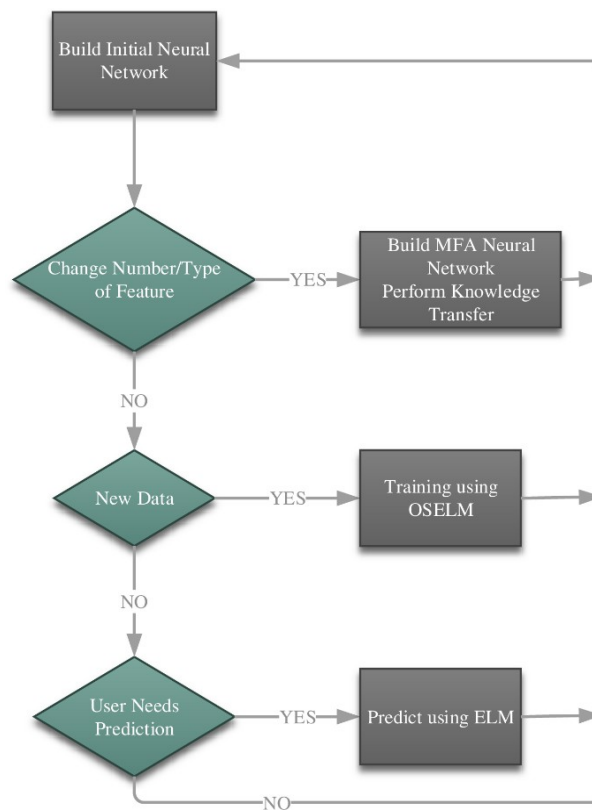 Build Initial Neural
Network
Change Number/Type
of Feature
YES
Build MFA Neural
Network
Perform Knowledge
Transfer
NO
New Data
YES
Training using
OSELM
NO
User Needs
Prediction
YES
Predict using ELM
NO